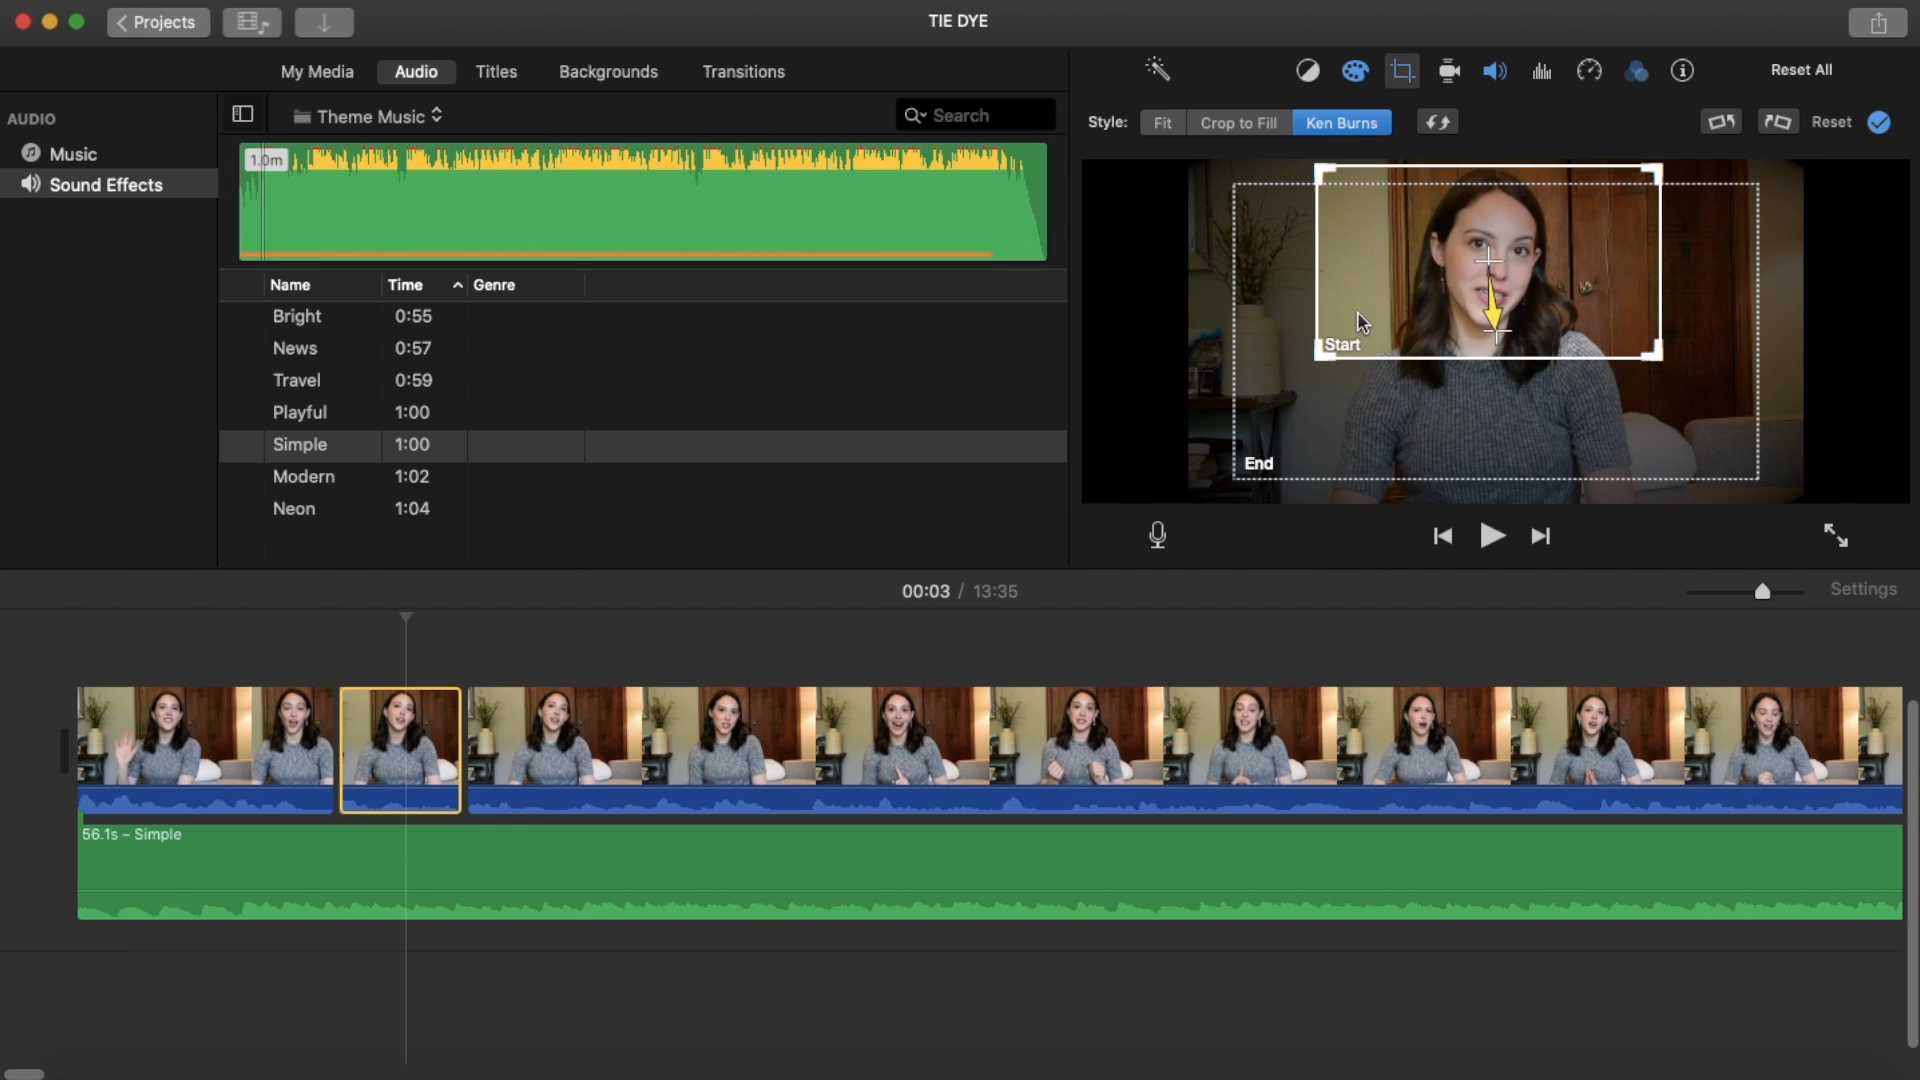 Projects
TIE DYE
My Media
Audio
Titles
Backgrounds
Transitions
Reset All
AUDIO
Music
Sound Effects
Theme Music
Search
Style:
Fit
Crop to Fill
Ken Burns
Reset
1.0m
Name Time Genre
Bright 0:55
News 0:57
Travel 0:59
Playful 1:00
Simple 1:00
Modern 1:02
Neon 1:04
Start
End
00:03 / 13:35
Settings
56.1s – Simple